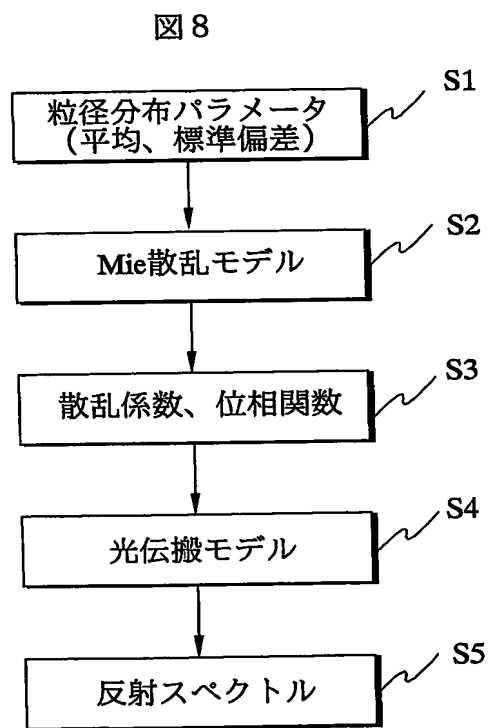 図8
S1
粒径分布パラメータ
(平均、標準偏差)
S2
Mie散乱モデル
S3
散乱係数、位相関数
S4
光伝搬モデル
S5
反射スペクトル